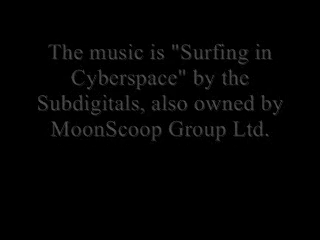 The music is "Surfing in
Cyberspace" by the
Subdigitals, also owned by
MoonScoop Group Ltd.